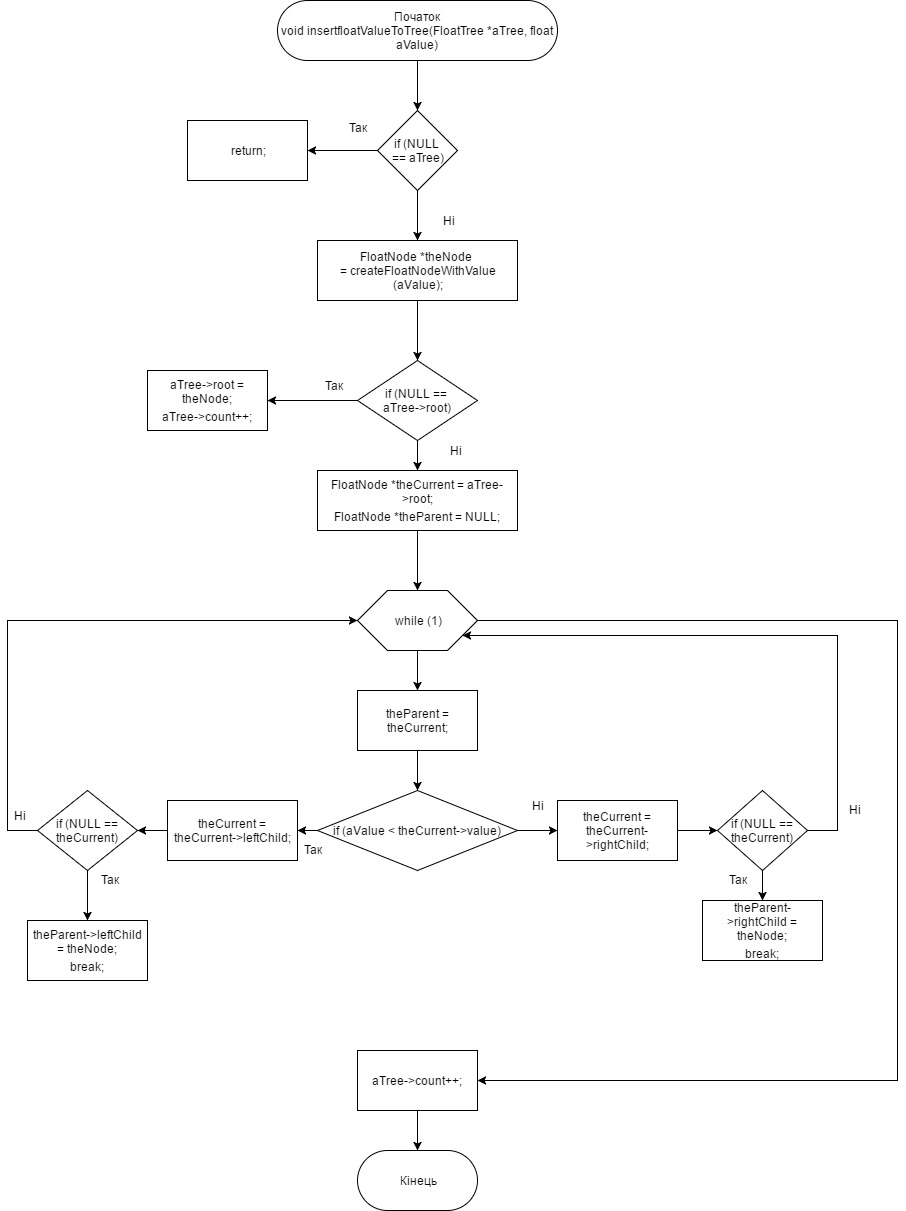 Початок
void insertfloatValueToTree(FloatTree *aTree, float
aValue)
Так
return;
if (NULL
== aTree)
Ні
FloatNode *theNode
= createFloatNodeWithValue
(aValue);
Так
aTree->root =
theNode;
aTree->count++;
if (NULL ==
aTree->root)
Ні
FloatNode *theCurrent = aTree-
>root;
FloatNode *theParent = NULL;
while (1)
theParent =
theCurrent;
Ні
if (NULL ==
theCurrent)
Так
theCurrent =
theCurrent->leftChild;
Так
if (aValue < theCurrent->value)
Ні
theCurrent =
theCurrent-
>rightChild;
if (NULL ==
theCurrent)
Ні
Так
theParent->leftChild
= theNode;
break;
theParent-
>rightChild =
theNode;
break;
aTree->count++;
Кінець